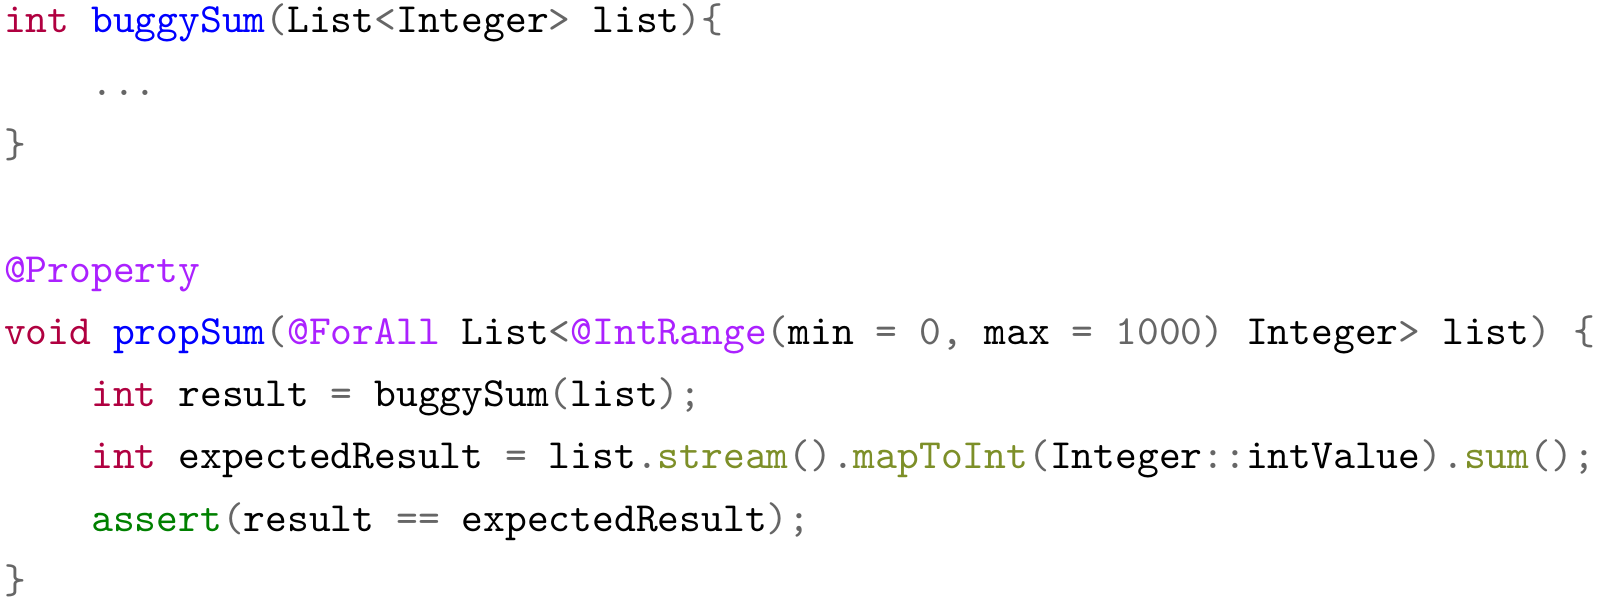 int buggySum(List<Integer> list){
    ...
}
@Property
void propSum(@ForAll List<@IntRange(min = 0, max = 1000) Integer> list) {
    int result = buggySum(list);
    int expectedResult = list.stream().mapToInt(Integer::intValue).sum();
    assert(result == expectedResult);
}